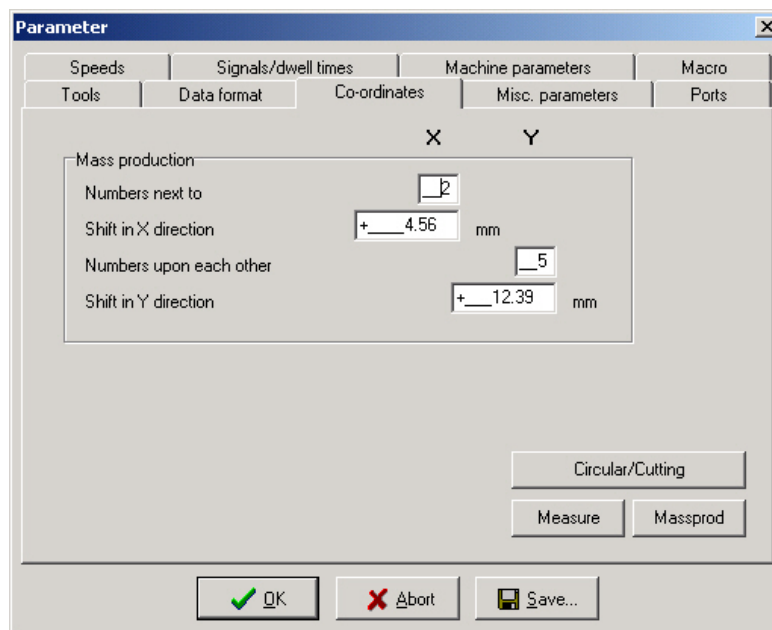 Parameter
Speeds Signals/dwell times Machine parameters Macro
Tools Data format Co-ordinates Misc. parameters Ports
X Y
Mass production
Numbers next to __2
Shift in X direction +____4.56 mm
Numbers upon each other __5
Shift in Y direction +___12.39 mm
Circular/Cutting
Measure Massprod
OK Abort Save...